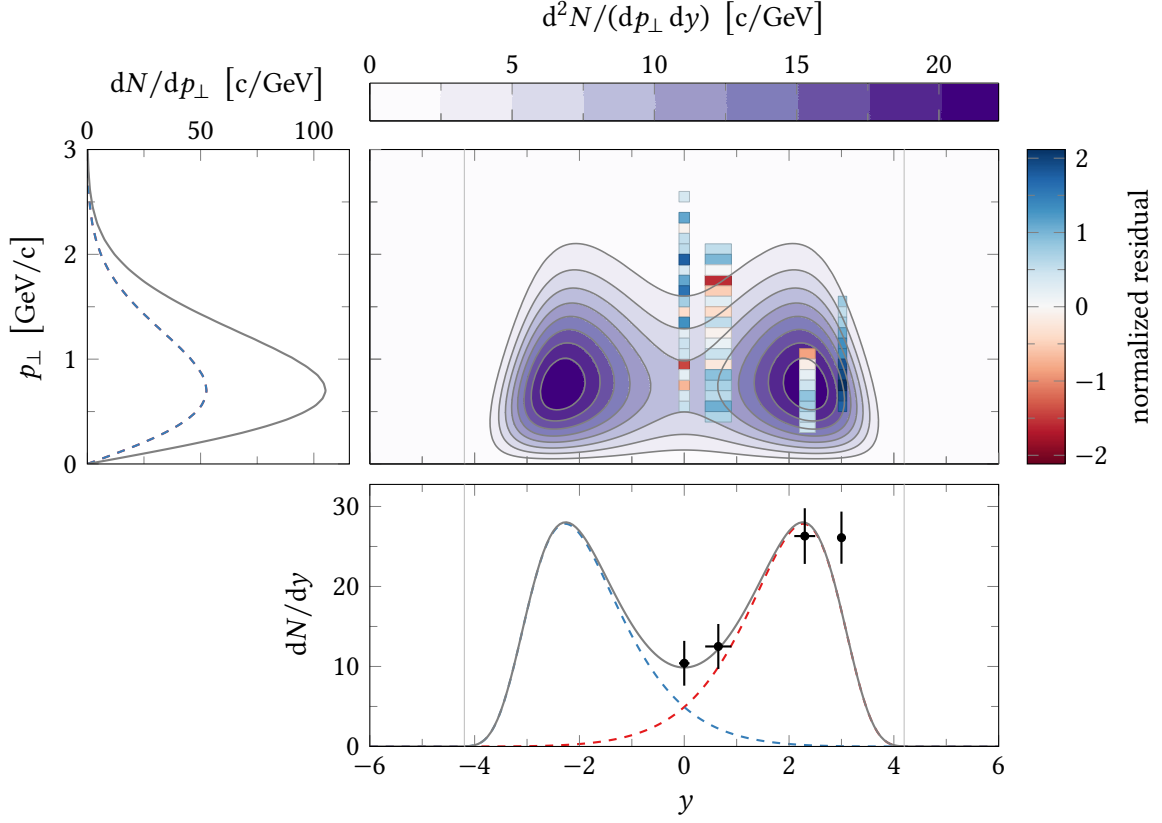 d²N/(dp⊥ dy) [c/GeV]
0 5 10 15 20
dN/dp⊥ [c/GeV]
0 50 100
3
2
1
0
p⊥ [GeV/c]
2
1
0
−1
−2
normalized residual
30
20
10
0
dN/dy
−6 −4 −2 0 2 4 6
y